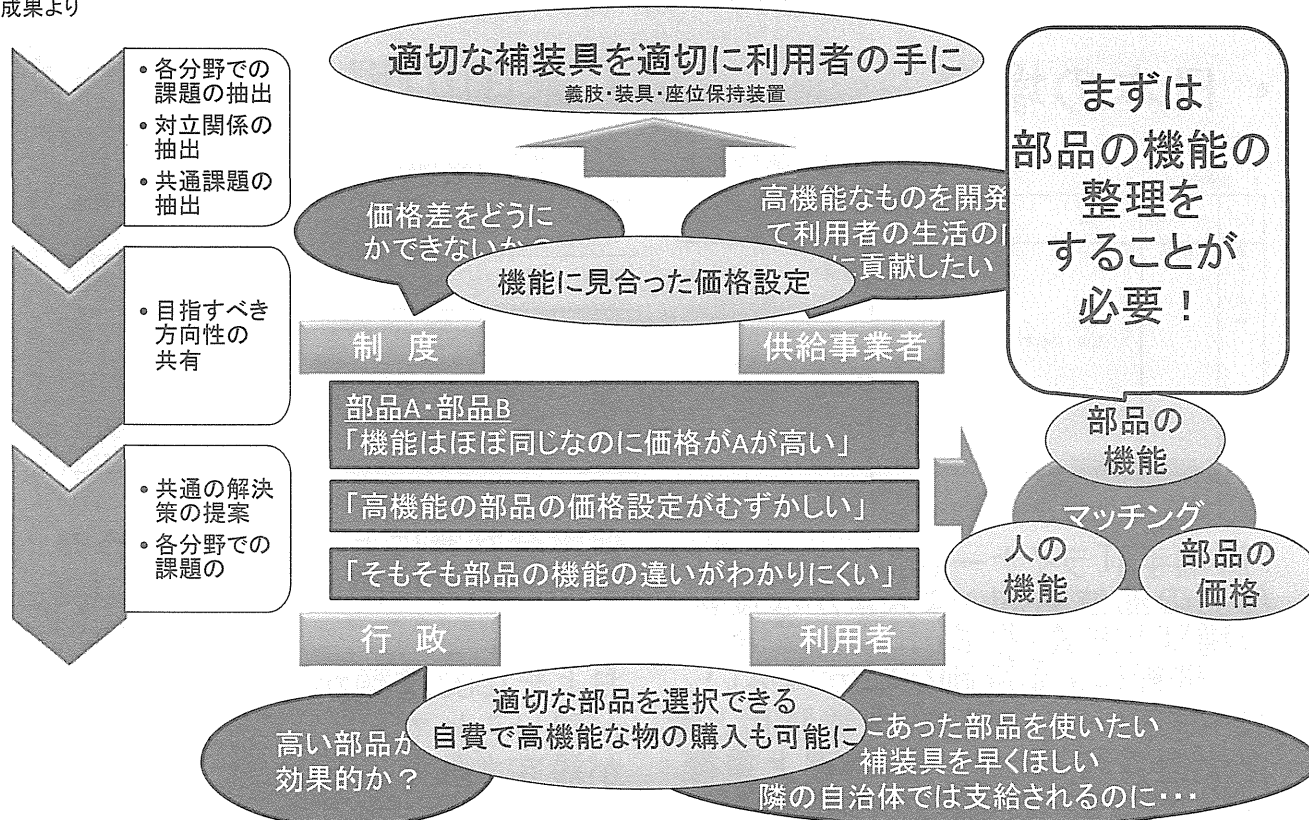 成果より
• 各分野での
課題の抽出
• 対立関係の
抽出
• 共通課題の
抽出
• 目指すべき
方向性の
共有
• 共通の解決
策の提案
• 各分野での
課題の
適切な補装具を適切に利用者の手に
義肢・装具・座位保持装置
価格差をどうに
かできないか?
高機能なものを開発
て利用者の生活の
に貢献したい
機能に見合った価格設定
制 度
供給事業者
部品A・部品B
「機能はほぼ同じなのに価格がAが高い」
「高機能の部品の価格設定がむずかしい」
「そもそも部品の機能の違いがわかりにくい」
行 政
利用者
適切な部品を選択できる
自費で高機能な物の購入も可能に
高い部品が
効果的か?
にあった部品を使いたい
補装具を早くほしい
隣の自治体では支給されるのに・・・
まずは
部品の機能の
整理を
することが
必要!
部品の
機能
マッチング
人の
機能
部品の
価格